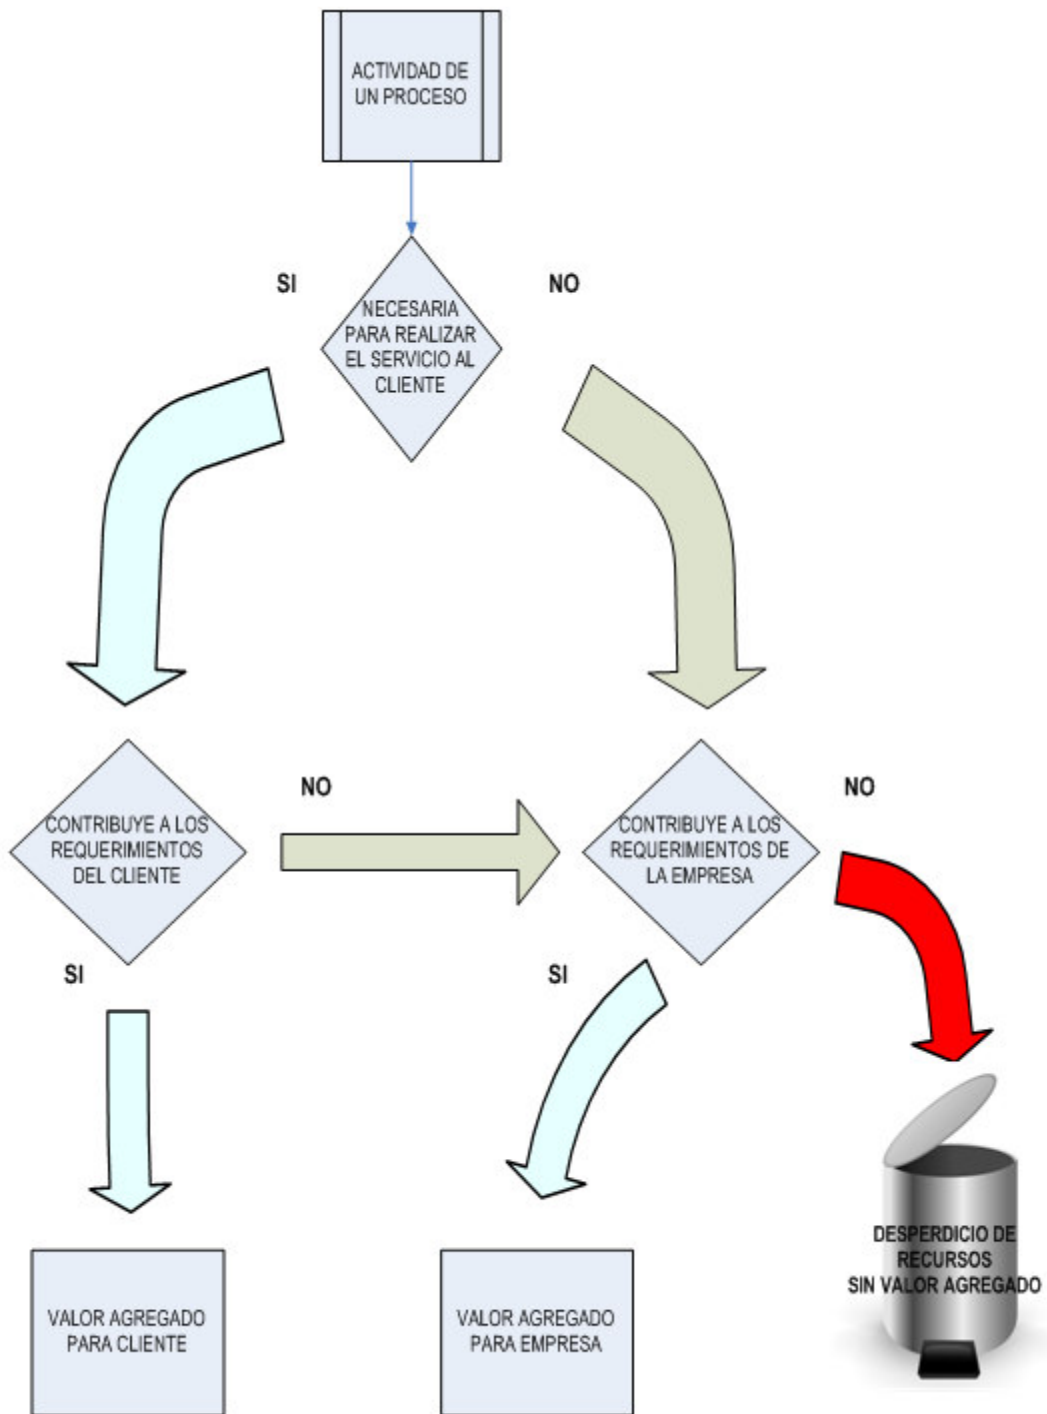 ACTIVIDAD DE
UN PROCESO
SI
NO
NECESARIA
PARA REALIZAR
EL SERVICIO AL
CLIENTE
NO
NO
CONTRIBUYE A LOS
REQUERIMIENTOS
DEL CLIENTE
CONTRIBUYE A LOS
REQUERIMIENTOS DE
LA EMPRESA
SI
SI
VALOR AGREGADO
PARA CLIENTE
VALOR AGREGADO
PARA EMPRESA
DESPERDICIO DE
RECURSOS
SIN VALOR AGREGADO